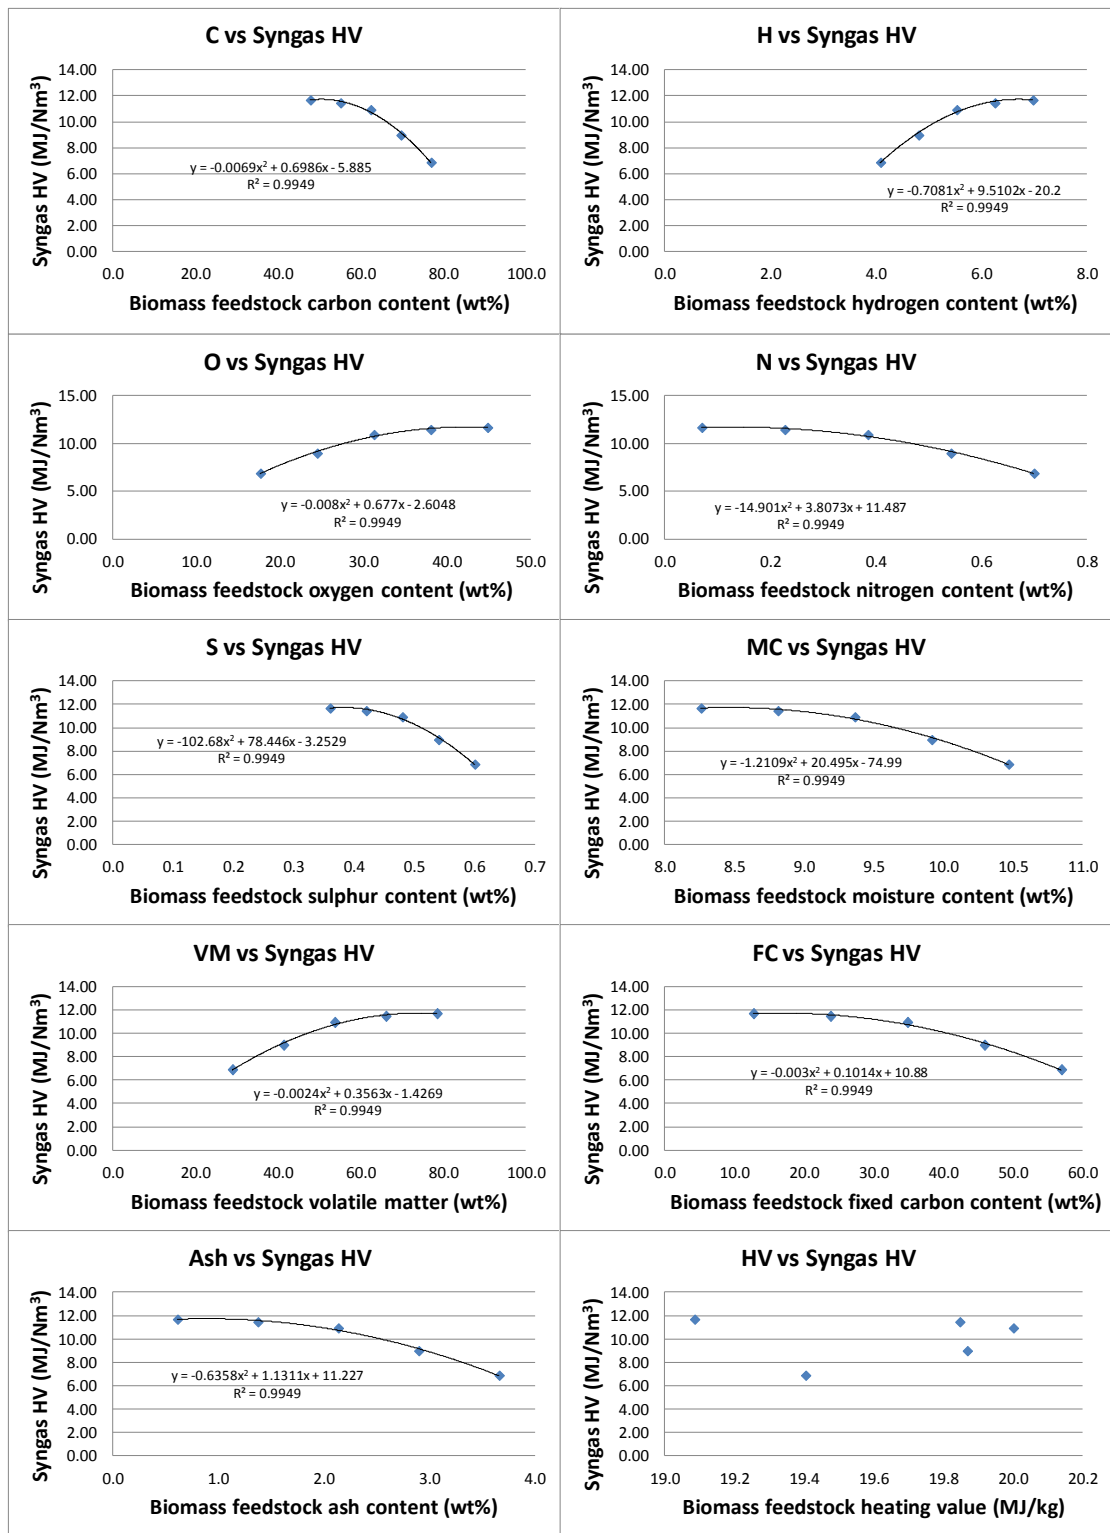 C vs Syngas HV
Syngas HV (MJ/Nm³)
14.00
12.00
10.00
8.00
6.00
4.00
2.00
0.00
y = -0.0069x² + 0.6986x - 5.885
R² = 0.9949
0.0 20.0 40.0 60.0 80.0 100.0
Biomass feedstock carbon content (wt%)
H vs Syngas HV
Syngas HV (MJ/Nm³)
14.00
12.00
10.00
8.00
6.00
4.00
2.00
0.00
y = -0.7081x² + 9.5102x - 20.2
R² = 0.9949
0.0 2.0 4.0 6.0 8.0
Biomass feedstock hydrogen content (wt%)
O vs Syngas HV
Syngas HV (MJ/Nm³)
15.00
10.00
5.00
0.00
y = -0.008x² + 0.677x - 2.6048
R² = 0.9949
0.0 10.0 20.0 30.0 40.0 50.0
Biomass feedstock oxygen content (wt%)
N vs Syngas HV
Syngas HV (MJ/Nm³)
15.00
10.00
5.00
0.00
y = -14.901x² + 3.8073x + 11.487
R² = 0.9949
0.0 0.2 0.4 0.6 0.8
Biomass feedstock nitrogen content (wt%)
S vs Syngas HV
Syngas HV (MJ/Nm³)
14.00
12.00
10.00
8.00
6.00
4.00
2.00
0.00
y = -102.68x² + 78.446x - 3.2529
R² = 0.9949
0.0 0.1 0.2 0.3 0.4 0.5 0.6 0.7
Biomass feedstock sulphur content (wt%)
MC vs Syngas HV
Syngas HV (MJ/Nm³)
14.00
12.00
10.00
8.00
6.00
4.00
2.00
0.00
y = -1.2109x² + 20.495x - 74.99
R² = 0.9949
8.0 8.5 9.0 9.5 10.0 10.5 11.0
Biomass feedstock moisture content (wt%)
VM vs Syngas HV
Syngas HV (MJ/Nm³)
14.00
12.00
10.00
8.00
6.00
4.00
2.00
0.00
y = -0.0024x² + 0.3563x - 1.4269
R² = 0.9949
0.0 20.0 40.0 60.0 80.0 100.0
Biomass feedstock volatile matter (wt%)
FC vs Syngas HV
Syngas HV (MJ/Nm³)
14.00
12.00
10.00
8.00
6.00
4.00
2.00
0.00
y = -0.003x² + 0.1014x + 10.88
R² = 0.9949
0.0 10.0 20.0 30.0 40.0 50.0 60.0
Biomass feedstock fixed carbon content (wt%)
Ash vs Syngas HV
Syngas HV (MJ/Nm³)
14.00
12.00
10.00
8.00
6.00
4.00
2.00
0.00
y = -0.6358x² + 1.1311x + 11.227
R² = 0.9949
0.0 1.0 2.0 3.0 4.0
Biomass feedstock ash content (wt%)
HV vs Syngas HV
Syngas HV (MJ/Nm³)
14.00
12.00
10.00
8.00
6.00
4.00
2.00
0.00
19.0 19.2 19.4 19.6 19.8 20.0 20.2
Biomass feedstock heating value (MJ/kg)